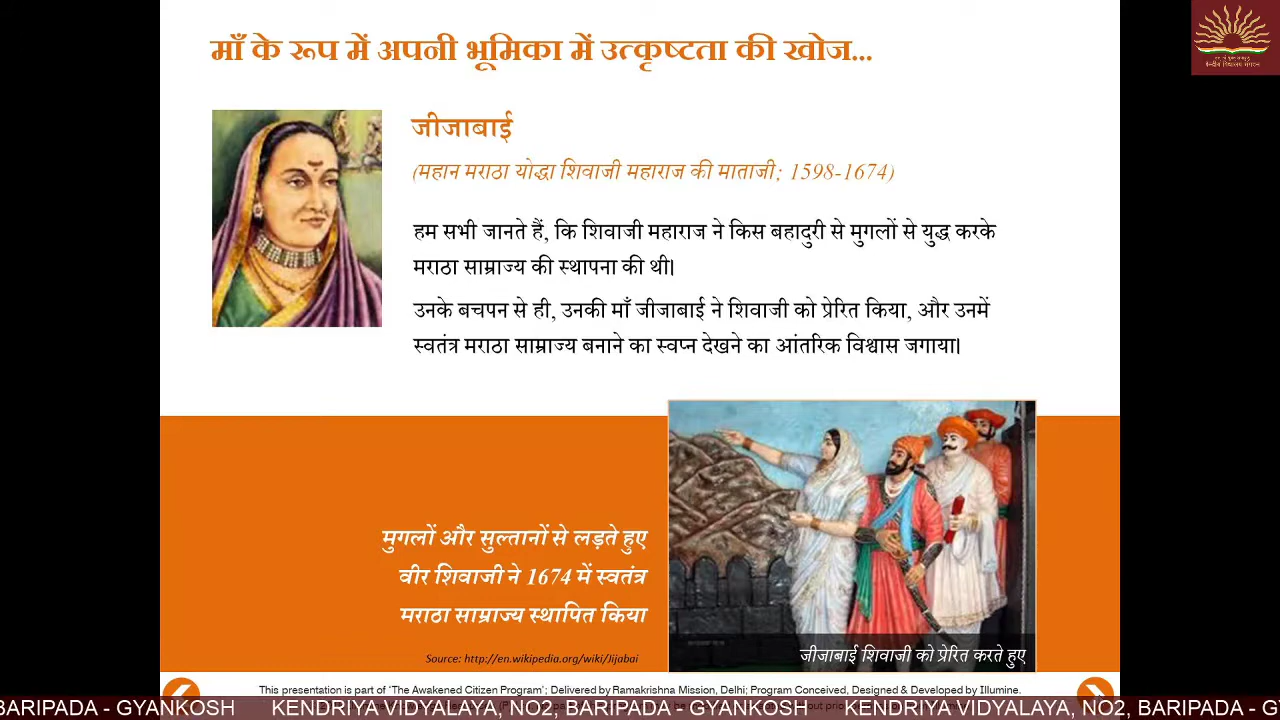 माँ के रूप में अपनी भूमिका में उत्कृष्टता की खोज...
जीजाबाई
(महान मराठा योद्धा शिवाजी महाराज की माताजी; 1598-1674)
हम सभी जानते हैं, कि शिवाजी महाराज ने किस बहादुरी से मुगलों से युद्ध करके
मराठा साम्राज्य की स्थापना की थी।
उनके बचपन से ही, उनकी माँ जीजाबाई ने शिवाजी को प्रेरित किया, और उनमें
स्वतंत्र मराठा साम्राज्य बनाने का स्वप्न देखने का आंतरिक विश्वास जगाया।
मुगलों और सुल्तानों से लड़ते हुए
वीर शिवाजी ने 1674 में स्वतंत्र
मराठा साम्राज्य स्थापित किया
Source: http://en.wikipedia.org/wiki/Jijabai
जीजाबाई शिवाजी को प्रेरित करते हुए
This presentation is part of 'The Awakened Citizen Program'; Delivered by Ramakrishna Mission, Delhi; Program Conceived, Designed & Developed by Illumine.
BARIPADA - GYANKOSH KENDRIYA VIDYALAYA, NO2, BARIPADA - GYANKOSH KENDRIYA VIDYALAYA, NO2, BARIPADA - G